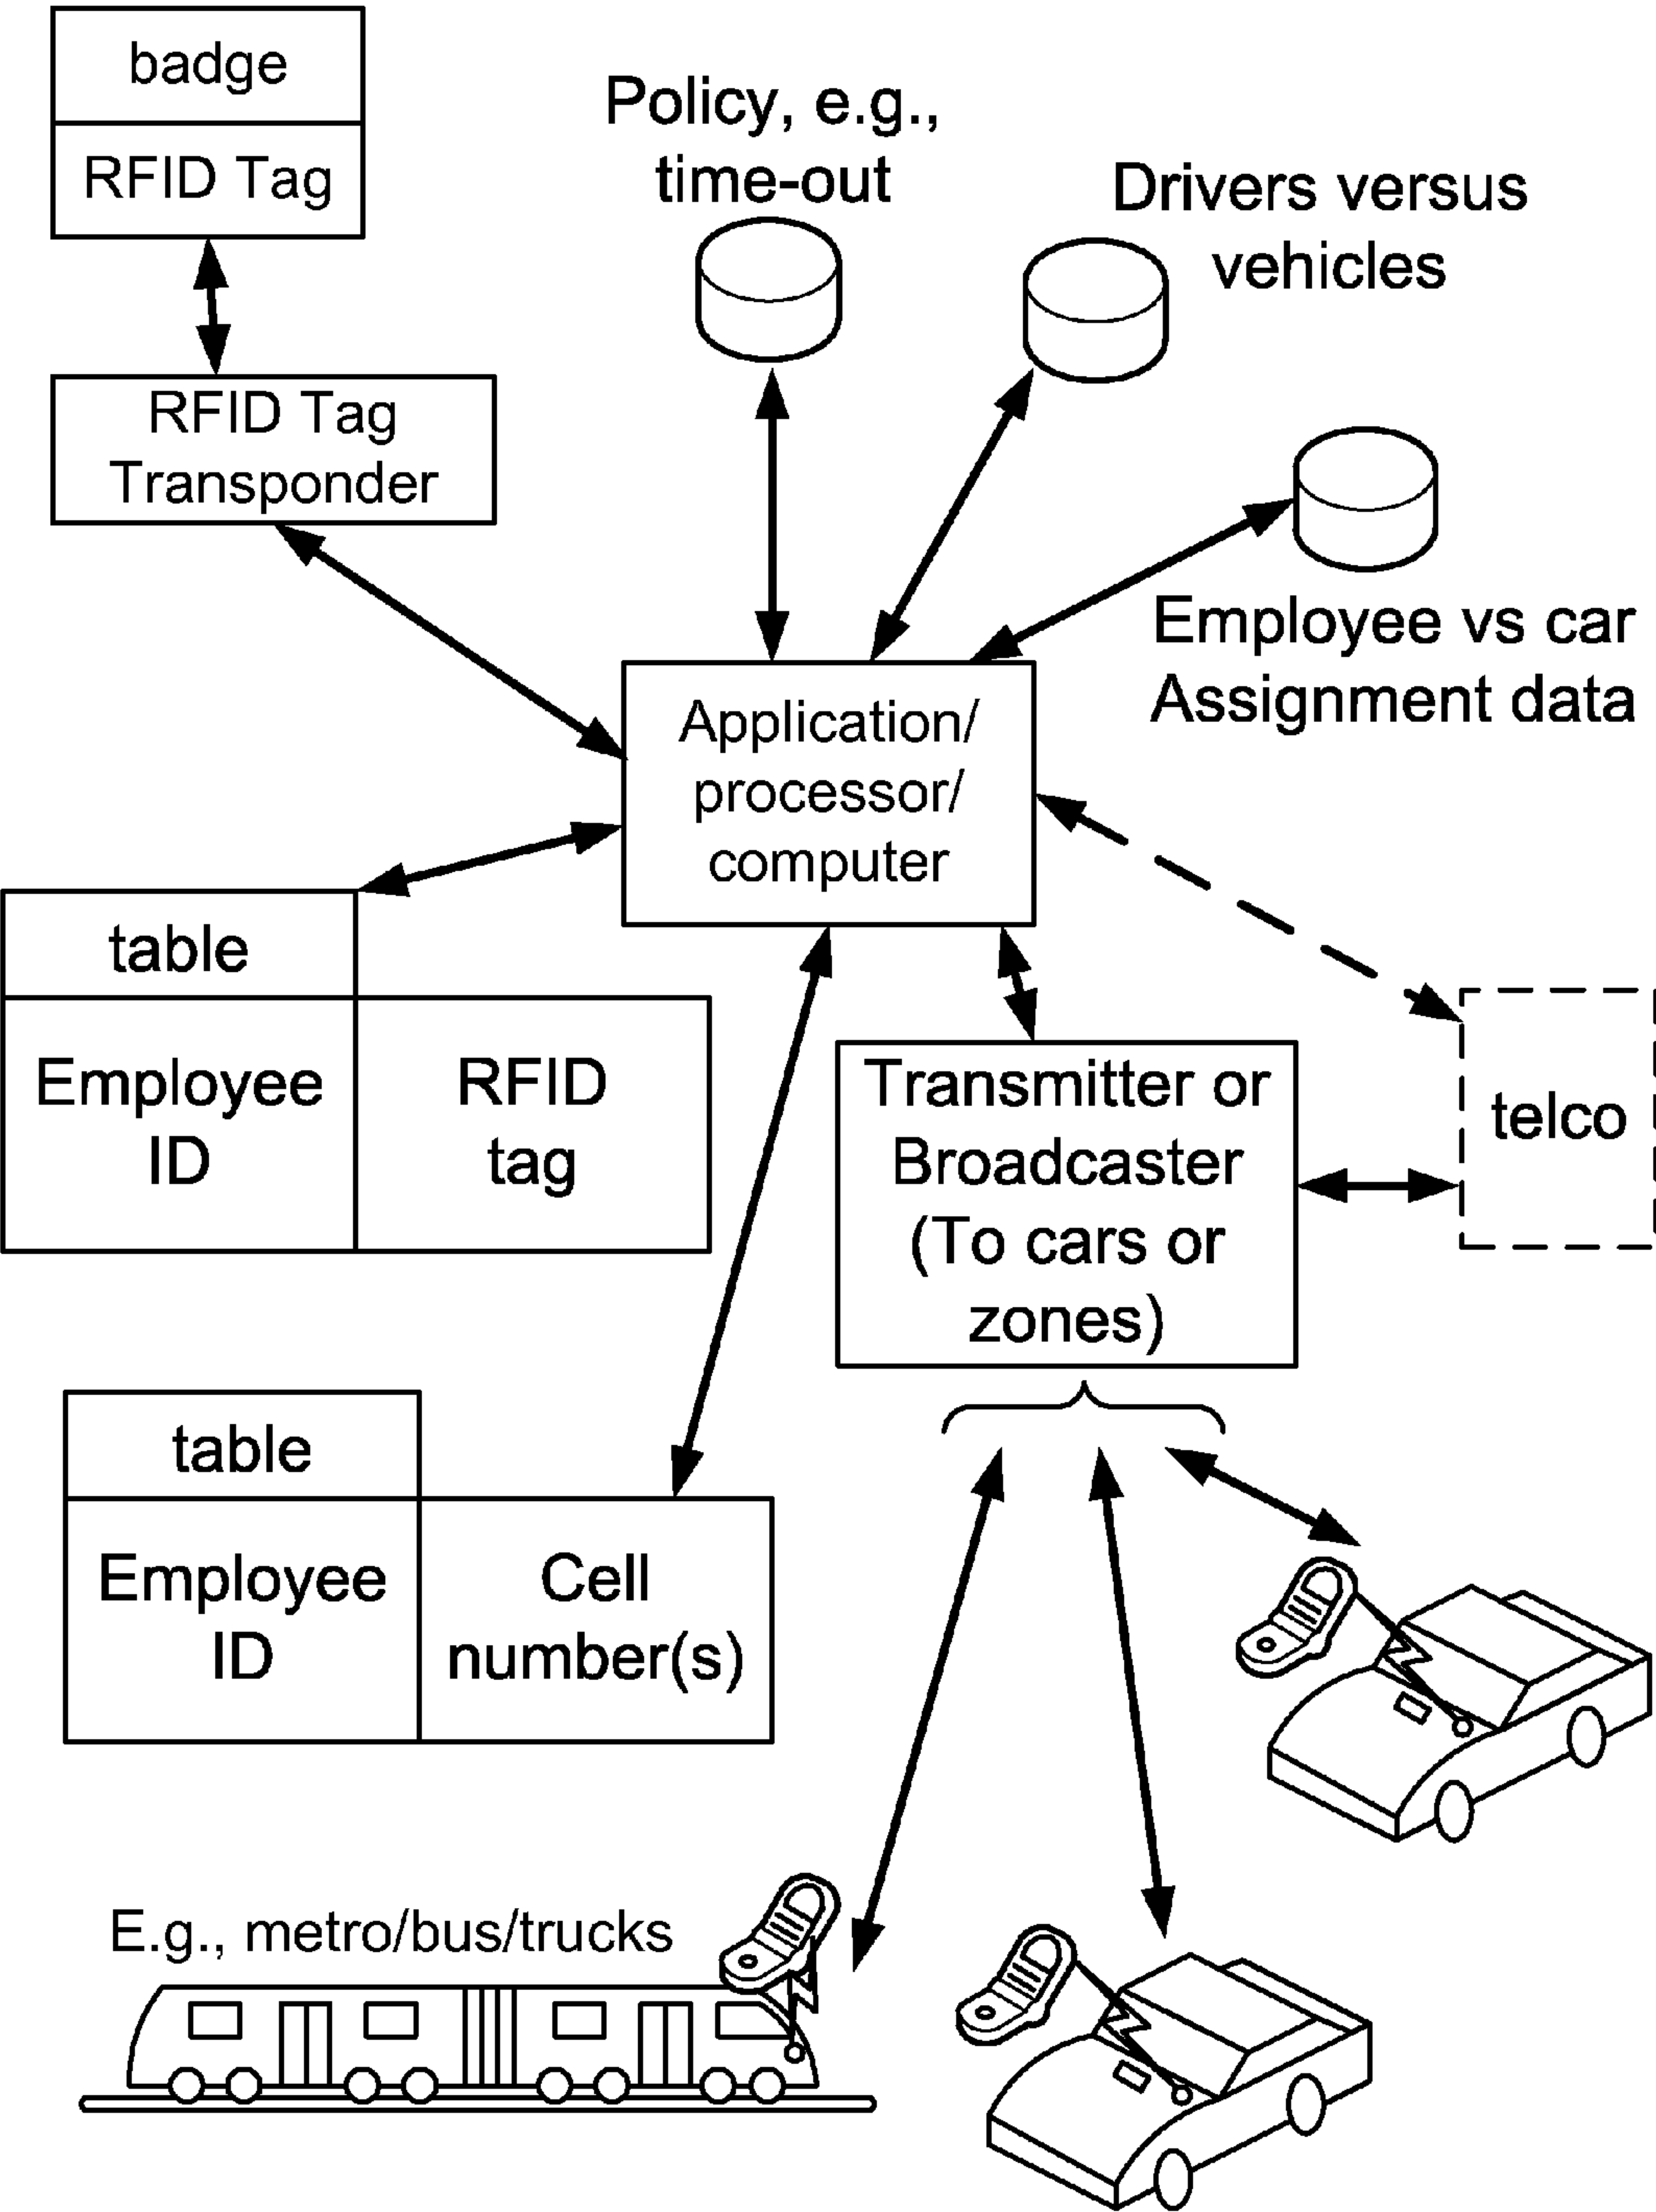 badge
RFID Tag
Policy, e.g.,
time-out
Drivers versus
vehicles
RFID Tag
Transponder
Employee vs car
Assignment data
Application/
processor/
computer
table
Employee
ID
RFID
tag
Transmitter or
Broadcaster
(To cars or
zones)
telco
table
Employee
ID
Cell
number(s)
E.g., metro/bus/trucks